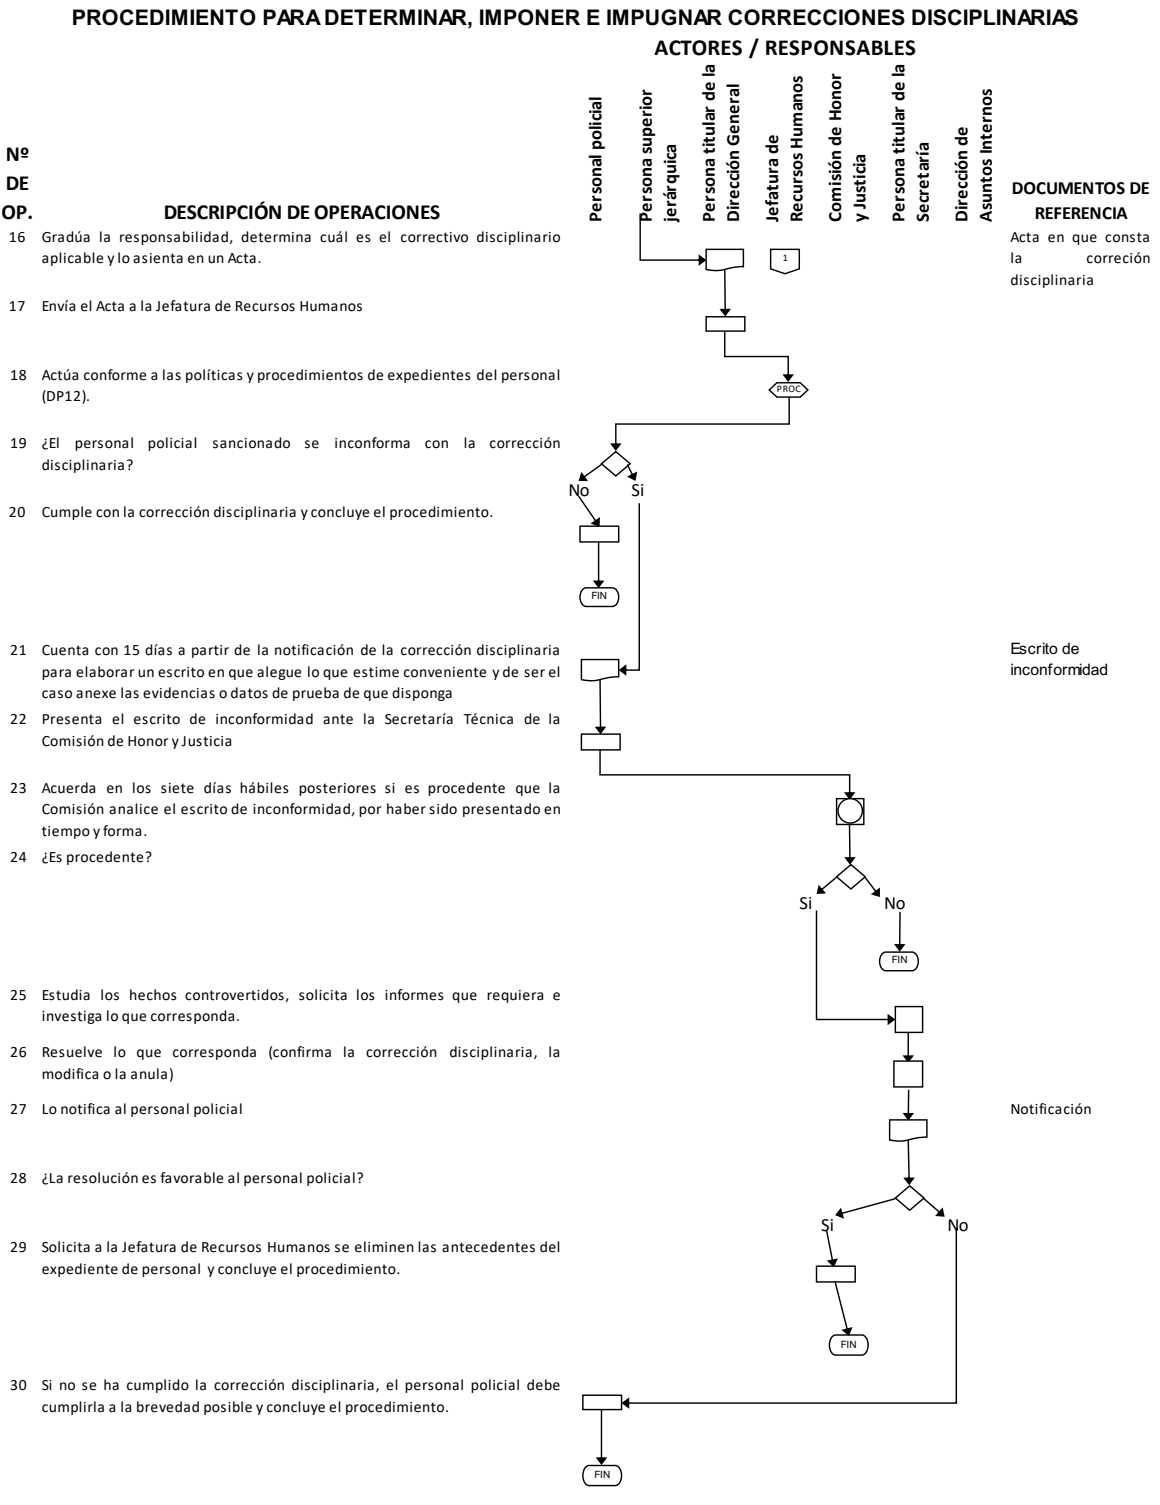 PROCEDIMIENTO PARA DETERMINAR, IMPONER E IMPUGNAR CORRECCIONES DISCIPLINARIAS
ACTORES / RESPONSABLES
Nº
DE
OP.
DESCRIPCIÓN DE OPERACIONES
Personal policial
Persona superior
jerárquica
Persona titular de la
Dirección General
Jefatura de
Recursos Humanos
Comisión de Honor
y Justicia
Persona titular de la
Secretaría
Dirección de
Asuntos Internos
DOCUMENTOS DE
REFERENCIA
16 Gradúa la responsabilidad, determina cuál es el correctivo disciplinario
aplicable y lo asienta en un Acta.
1
Acta en que consta
la correción
disciplinaria
17 Envía el Acta a la Jefatura de Recursos Humanos
18 Actúa conforme a las políticas y procedimientos de expedientes del personal
(DP12).
PROC
19 ¿El personal policial sancionado se inconforma con la corrección
disciplinaria?
No
Si
20 Cumple con la corrección disciplinaria y concluye el procedimiento.
FIN
21 Cuenta con 15 días a partir de la notificación de la corrección disciplinaria
para elaborar un escrito en que alegue lo que estime conveniente y de ser el
caso anexe las evidencias o datos de prueba de que disponga
Escrito de
inconformidad
22 Presenta el escrito de inconformidad ante la Secretaría Técnica de la
Comisión de Honor y Justicia
23 Acuerda en los siete días hábiles posteriores si es procedente que la
Comisión analice el escrito de inconformidad, por haber sido presentado en
tiempo y forma.
24 ¿Es procedente?
Si
No
FIN
25 Estudia los hechos controvertidos, solicita los informes que requiera e
investiga lo que corresponda.
26 Resuelve lo que corresponda (confirma la corrección disciplinaria, la
modifica o la anula)
27 Lo notifica al personal policial
Notificación
28 ¿La resolución es favorable al personal policial?
Si
No
29 Solicita a la Jefatura de Recursos Humanos se eliminen las antecedentes del
expediente de personal y concluye el procedimiento.
FIN
30 Si no se ha cumplido la corrección disciplinaria, el personal policial debe
cumplirla a la brevedad posible y concluye el procedimiento.
FIN